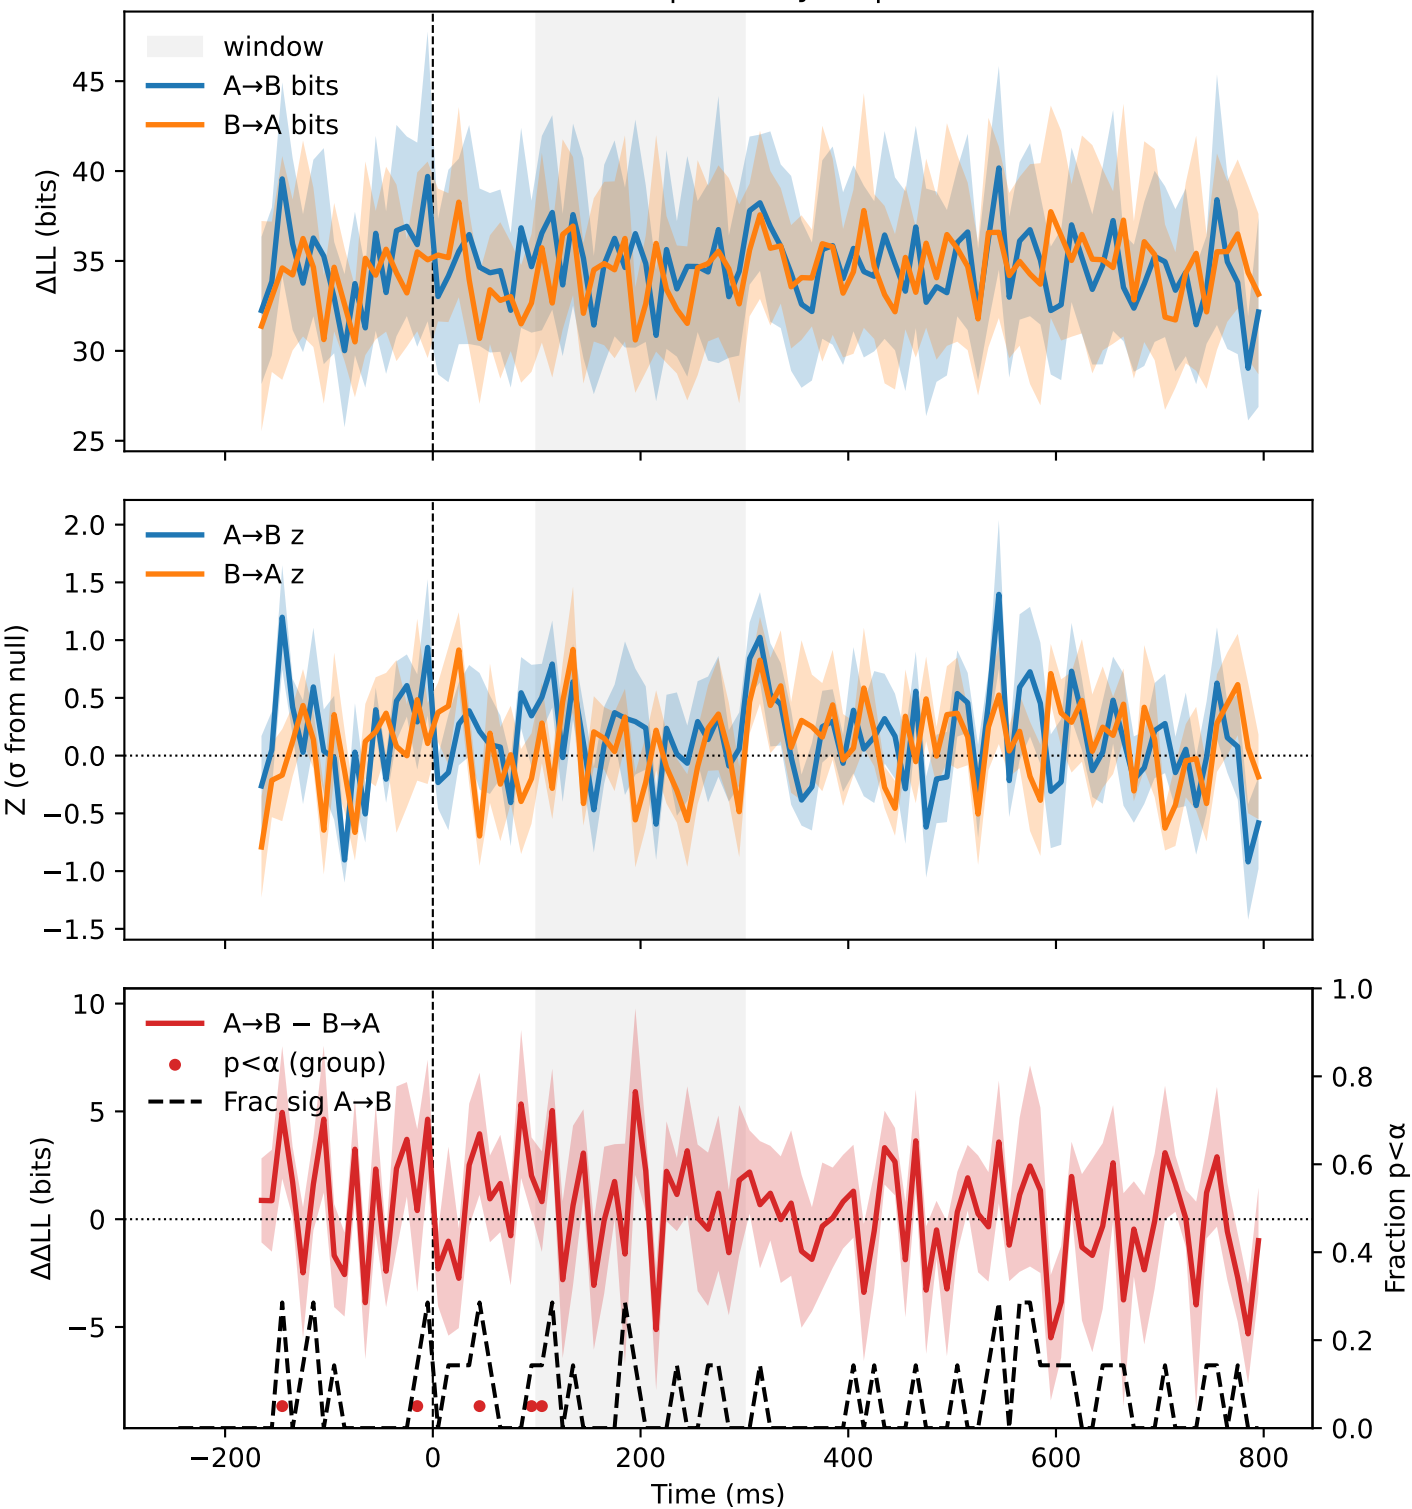 window
A→B bits
B→A bits
45
40
35
30
25
ΔLL (bits)
A→B z
B→A z
2.0
1.5
1.0
0.5
0.0
−0.5
−1.0
−1.5
Z (σ from null)
A→B − B→A
p<α (group)
Frac sig A→B
10
5
0
−5
ΔΔLL (bits)
1.0
0.8
0.6
0.4
0.2
0.0
Fraction p<α
−200 0 200 400 600 800
Time (ms)